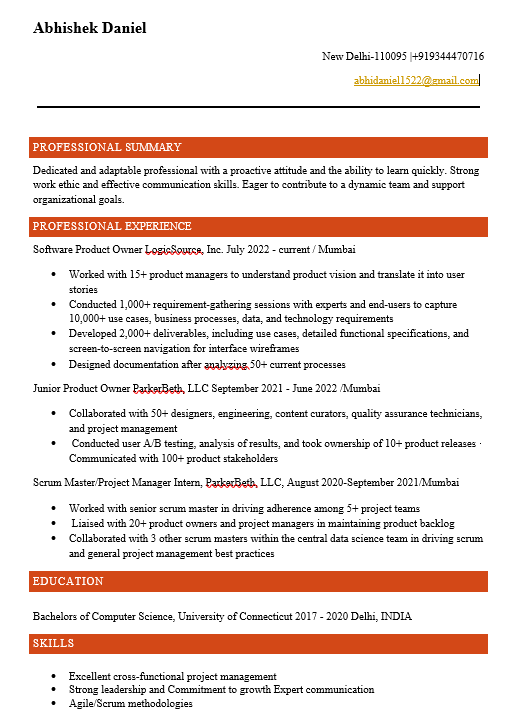 Abhishek Daniel
New Delhi-110095 |+919344470716
abhidaniel1522@gmail.com
PROFESSIONAL SUMMARY
Dedicated and adaptable professional with a proactive attitude and the ability to learn quickly. Strong
work ethic and effective communication skills. Eager to contribute to a dynamic team and support
organizational goals.
PROFESSIONAL EXPERIENCE
Software Product Owner LogicSource, Inc. July 2022 - current / Mumbai
• Worked with 15+ product managers to understand product vision and translate it into user
stories
• Conducted 1,000+ requirement-gathering sessions with experts and end-users to capture
10,000+ use cases, business processes, data, and technology requirements
• Developed 2,000+ deliverables, including use cases, detailed functional specifications, and
screen-to-screen navigation for interface wireframes
• Designed documentation after analyzing 50+ current processes
Junior Product Owner ParkerBeth, LLC September 2021 - June 2022 /Mumbai
• Collaborated with 50+ designers, engineering, content curators, quality assurance technicians,
and project management
• Conducted user A/B testing, analysis of results, and took ownership of 10+ product releases ·
Communicated with 100+ product stakeholders
Scrum Master/Project Manager Intern, ParkerBeth, LLC, August 2020-September 2021/Mumbai
• Worked with senior scrum master in driving adherence among 5+ project teams
• Liaised with 20+ product owners and project managers in maintaining product backlog
• Collaborated with 3 other scrum masters within the central data science team in driving scrum
and general project management best practices
EDUCATION
Bachelors of Computer Science, University of Connecticut 2017 - 2020 Delhi, INDIA
SKILLS
• Excellent cross-functional project management
• Strong leadership and Commitment to growth Expert communication
• Agile/Scrum methodologies